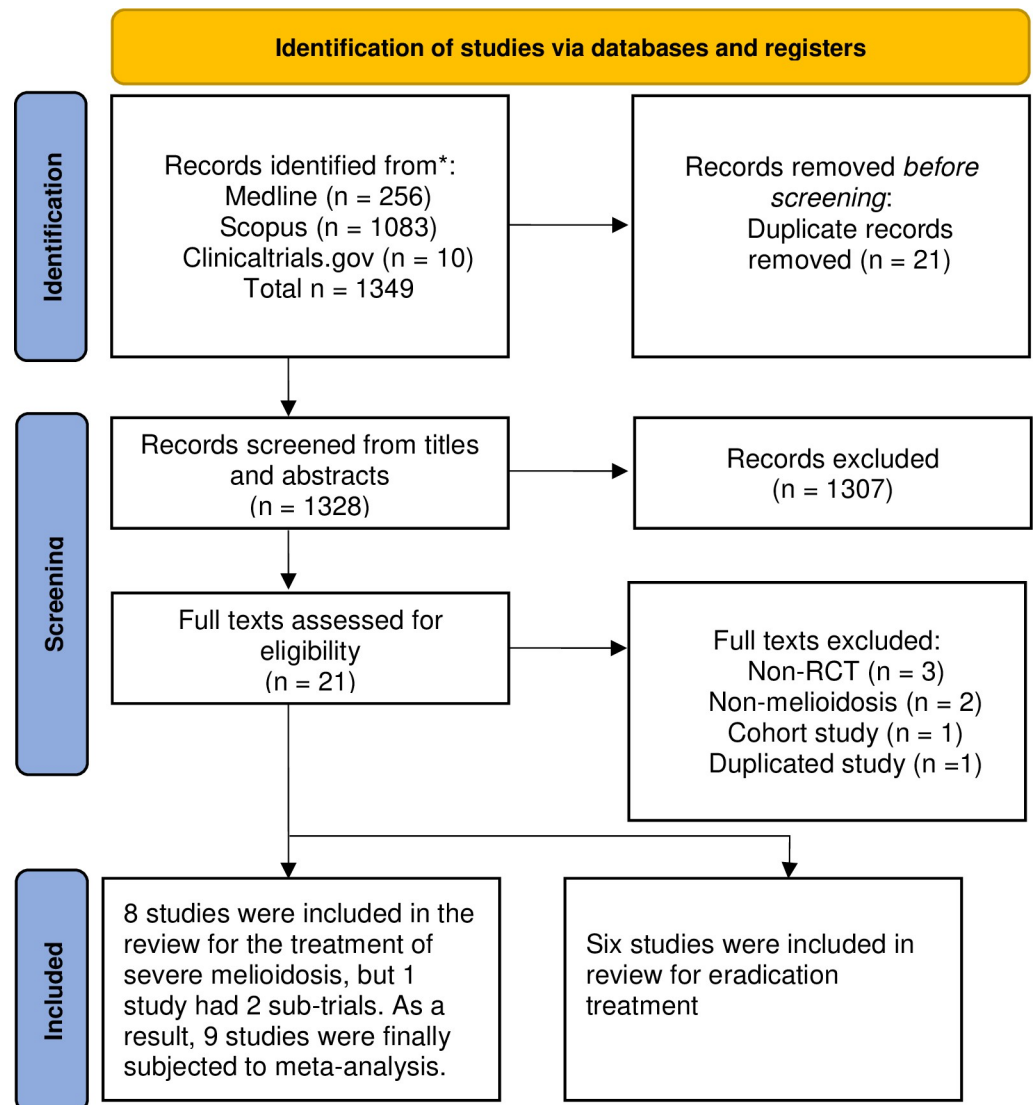 Identification of studies via databases and registers
Identification
Records identified from*:
Medline (n = 256)
Scopus (n = 1083)
Clinicaltrials.gov (n = 10)
Total n = 1349
Records removed before
screening:
Duplicate records
removed (n = 21)
Screening
Records screened from titles
and abstracts
(n = 1328)
Records excluded
(n = 1307)
Full texts assessed for
eligibility
(n = 21)
Full texts excluded:
Non-RCT (n = 3)
Non-melioidosis (n = 2)
Cohort study (n = 1)
Duplicated study (n =1)
Included
8 studies were included in the
review for the treatment of
severe melioidosis, but 1
study had 2 sub-trials. As a
result, 9 studies were finally
subjected to meta-analysis.
Six studies were included in
review for eradication
treatment